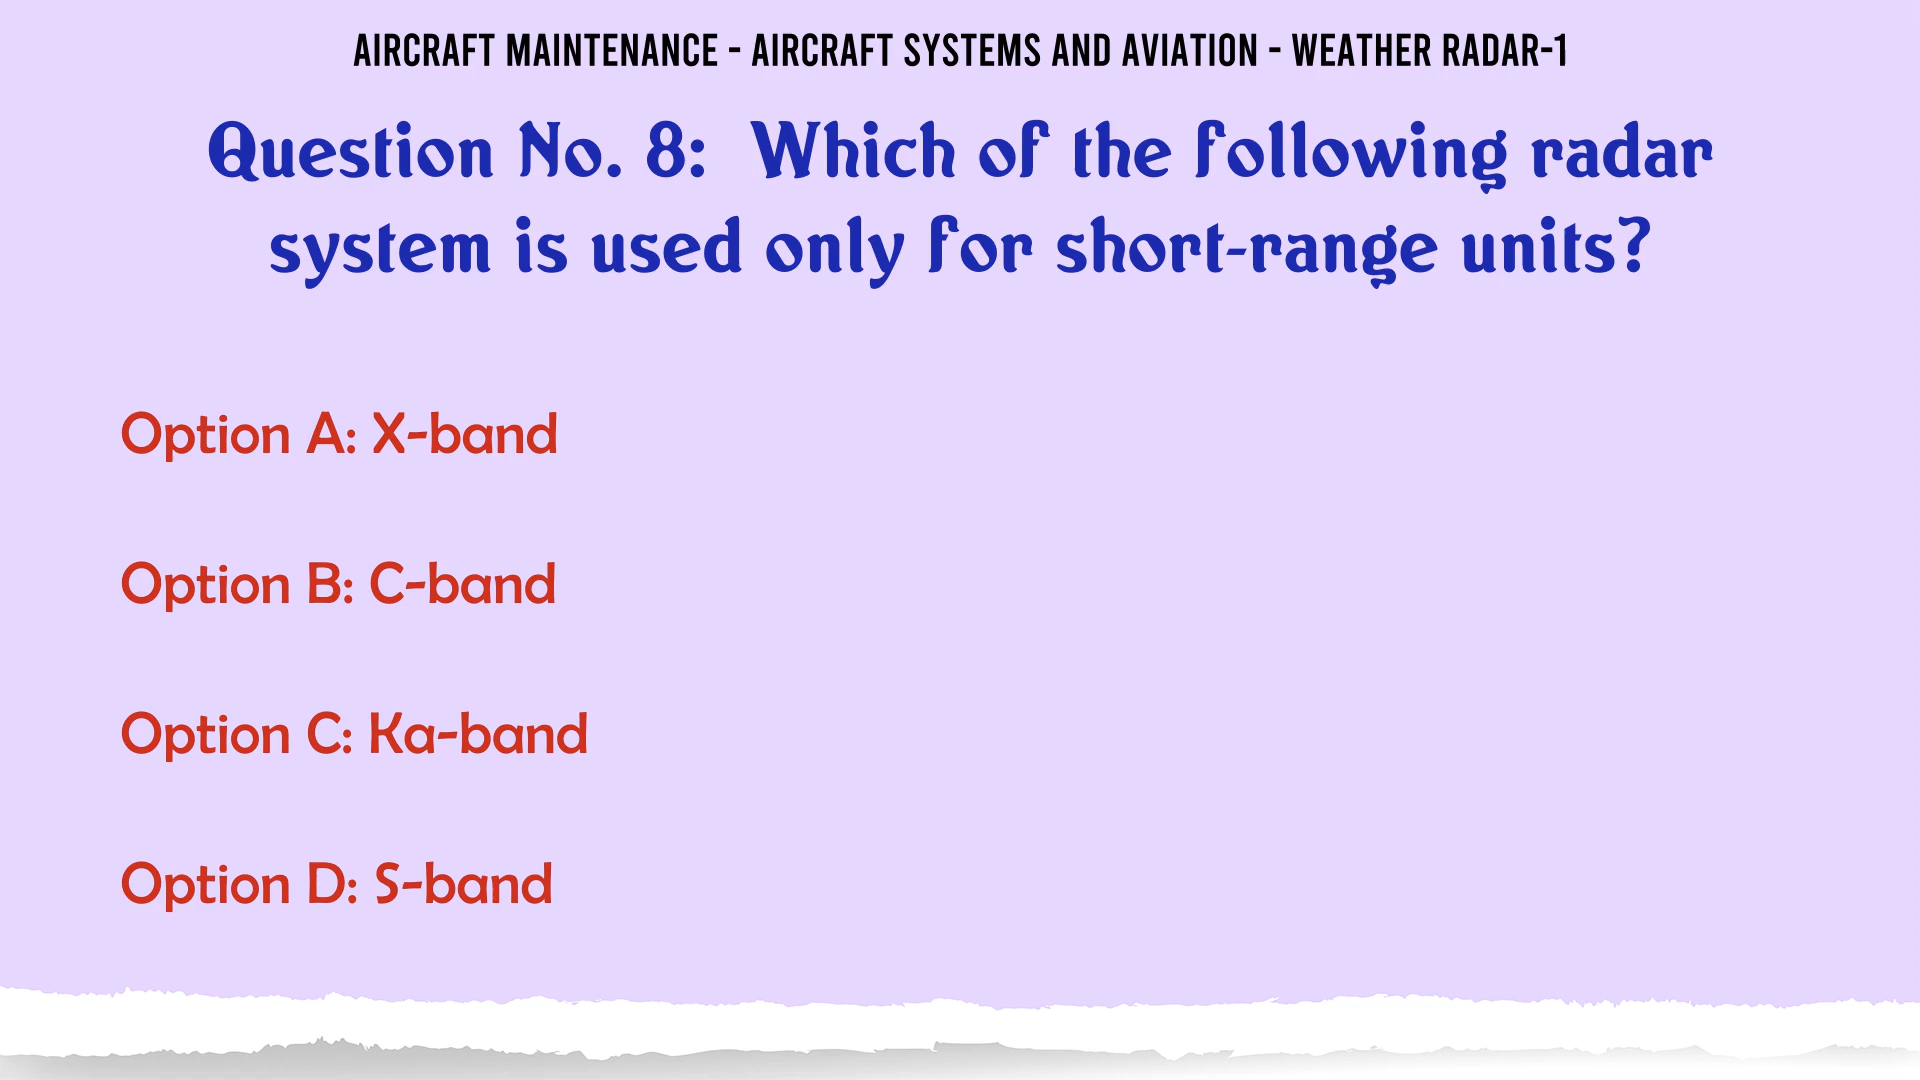 AIRCRAFT MAINTENANCE - AIRCRAFT SYSTEMS AND AVIATION - WEATHER RADAR-1
Question No. 8: Which of the following radar
system is used only for short-range units?
Option A: X-band
Option B: C-band
Option C: Ka-band
Option D: S-band